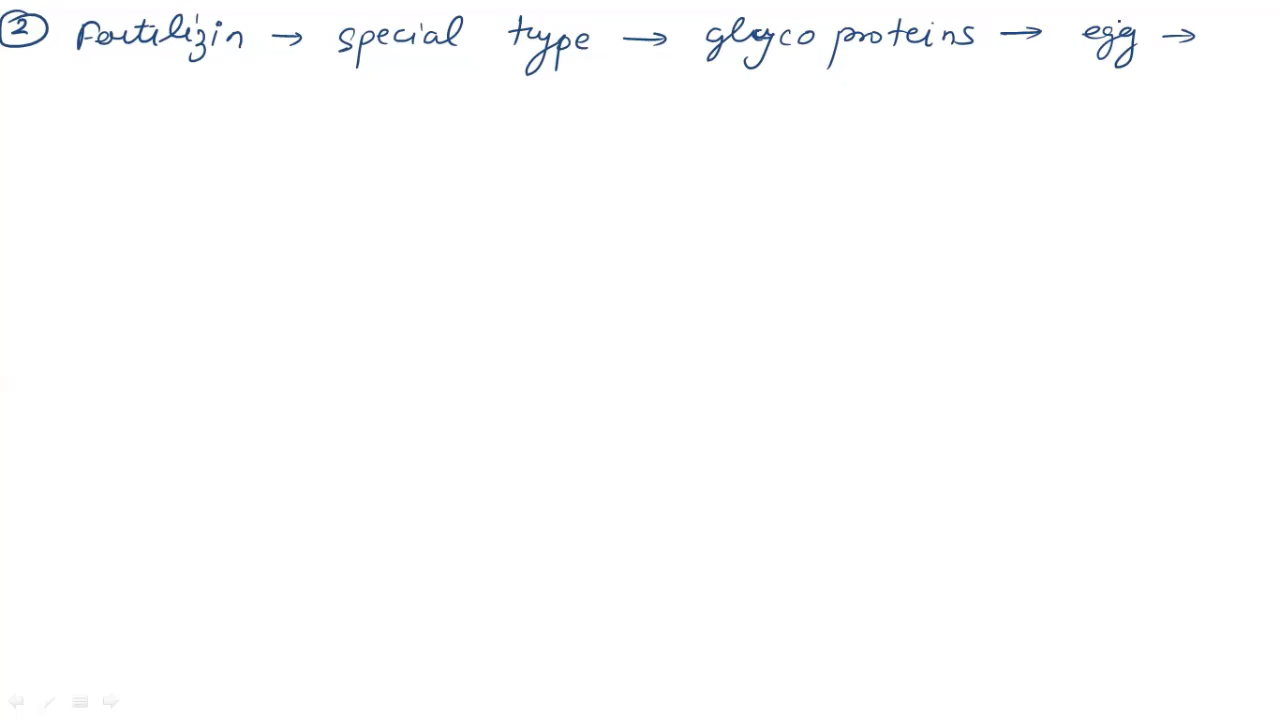 ② Fertilizin → special type → glyco proteins → egg →